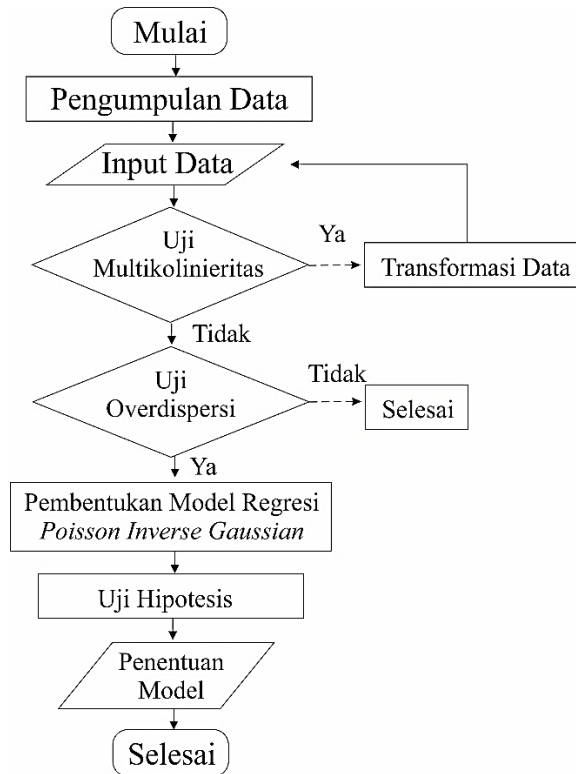 Mulai
Pengumpulan Data
Input Data
Uji
Multikolinieritas
Ya
Transformasi Data
Tidak
Uji
Overdispersi
Tidak
Selesai
Ya
Pembentukan Model Regresi
Poisson Inverse Gaussian
Uji Hipotesis
Penentuan
Model
Selesai